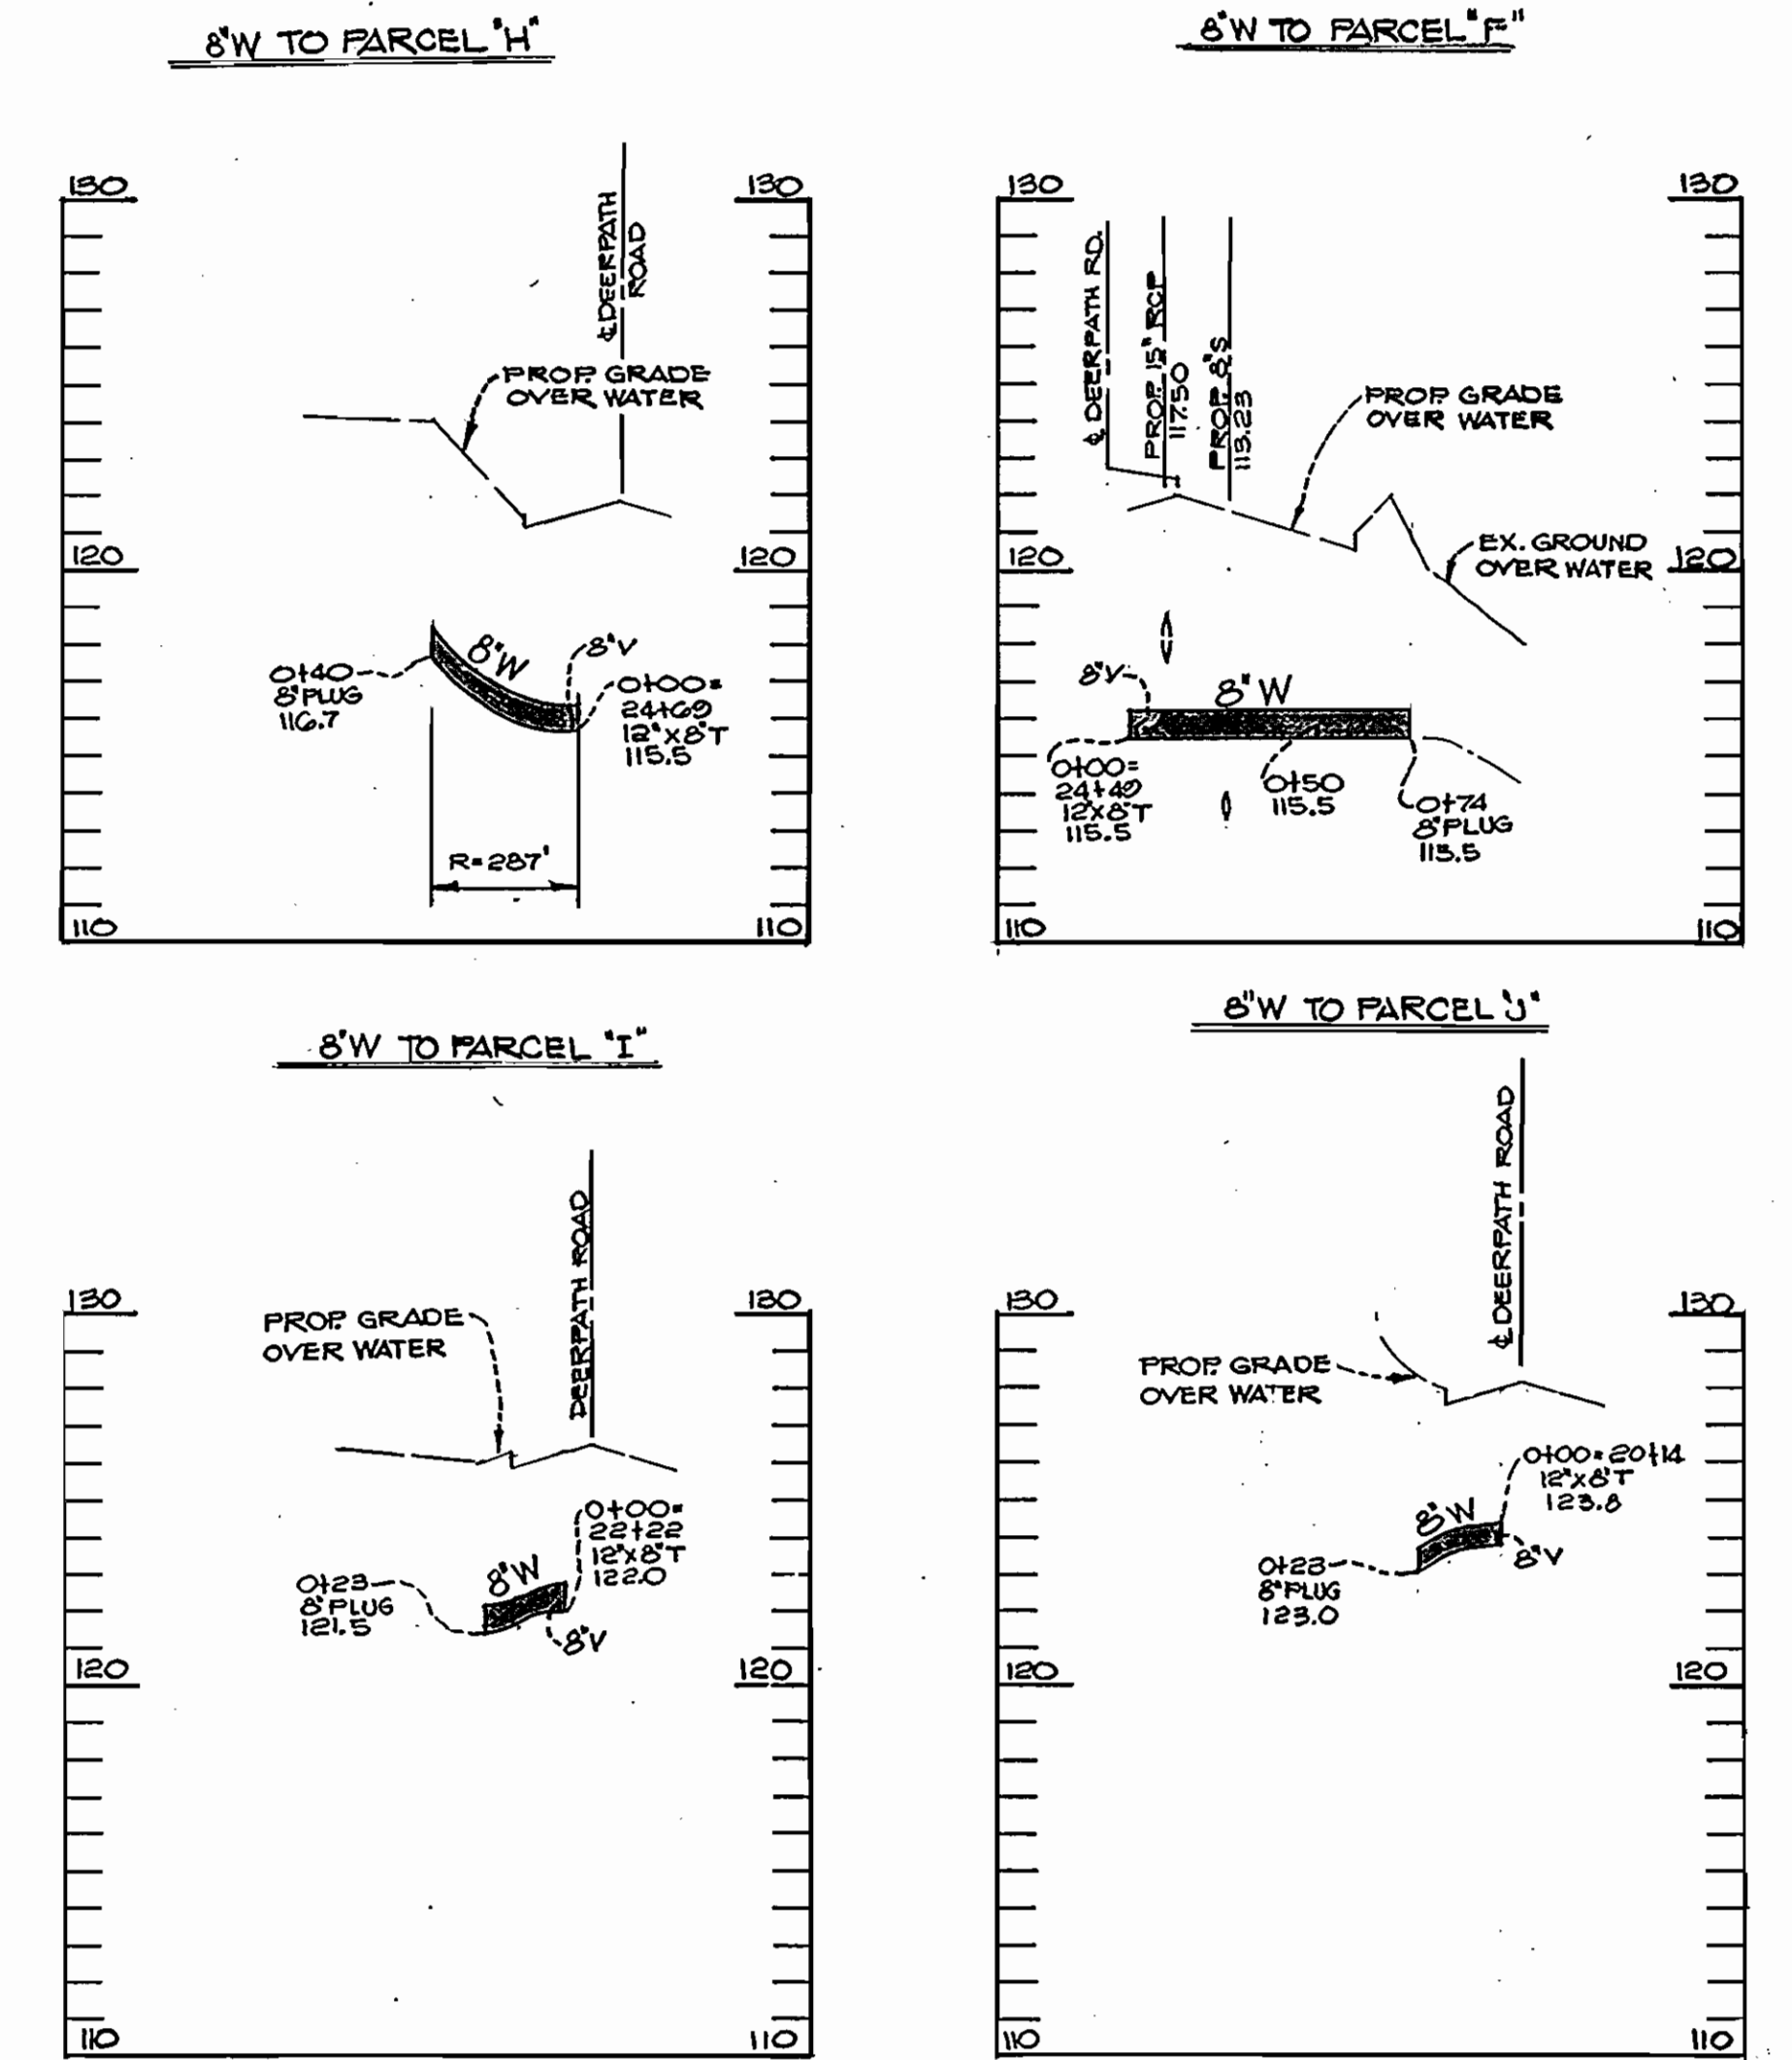 8"W TO PARCEL "H"
130
130
℄ DEERPATH
ROAD
PROP. GRADE
OVER WATER
120
120
8"W
8"V
0+40
8" PLUG
116.7
0+00=
24+69
12"x8"T
115.5
R=287'
110
110
8"W TO PARCEL "F"
130
130
℄ DEERPATH RD.
PROP. 15" RCP
117.50
PROP. 8"S
113.23
PROP. GRADE
OVER WATER
EX. GROUND
OVER WATER
120
120
8"V
8"W
0+00=
24+49
12"x8"T
115.5
0+50
115.5
0+74
8" PLUG
115.5
110
110
8"W TO PARCEL "I"
130
130
DEERPATH ROAD
PROP. GRADE
OVER WATER
0+00=
22+22
12"x8"T
122.0
8"W
0+23
8" PLUG
121.5
8"V
120
120
110
110
8"W TO PARCEL "J"
130
130
℄ DEERPATH ROAD
PROP. GRADE
OVER WATER
0+00=20+14
12"x8"T
123.8
8"W
8"V
0+23
8" PLUG
123.0
120
120
110
110